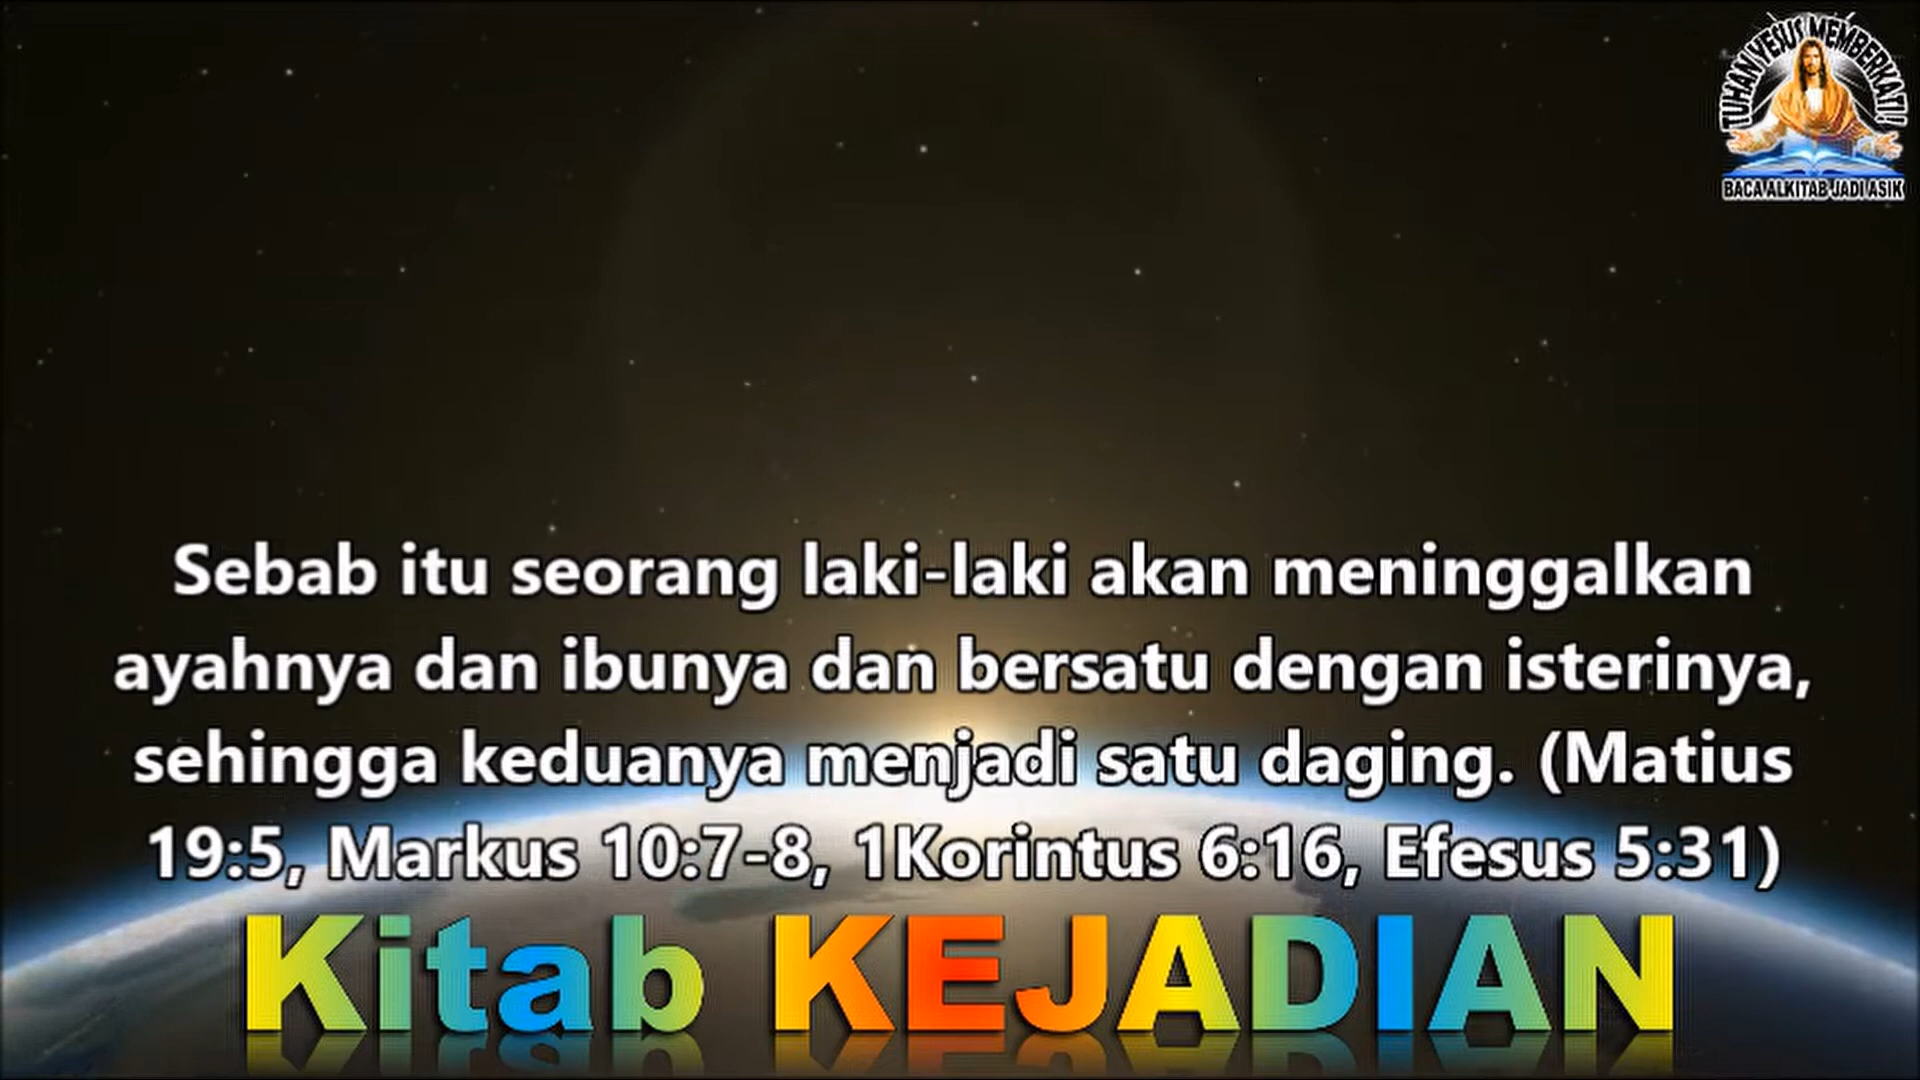 TUHAN YESUS MEMBERKATI!
BACA ALKITAB JADI ASIK
Sebab itu seorang laki-laki akan meninggalkan
ayahnya dan ibunya dan bersatu dengan isterinya,
sehingga keduanya menjadi satu daging. (Matius
19:5, Markus 10:7-8, 1Korintus 6:16, Efesus 5:31)
Kitab KEJADIAN